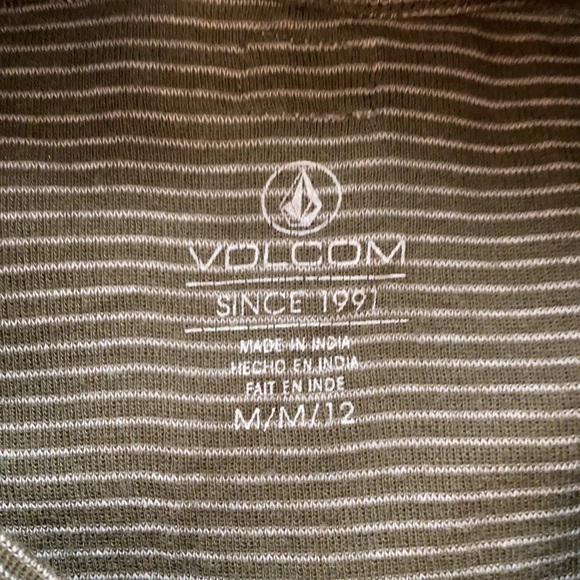 VOLCOM
SINCE 1991
MADE IN INDIA
HECHO EN INDIA
FAIT EN INDE
M/M/12